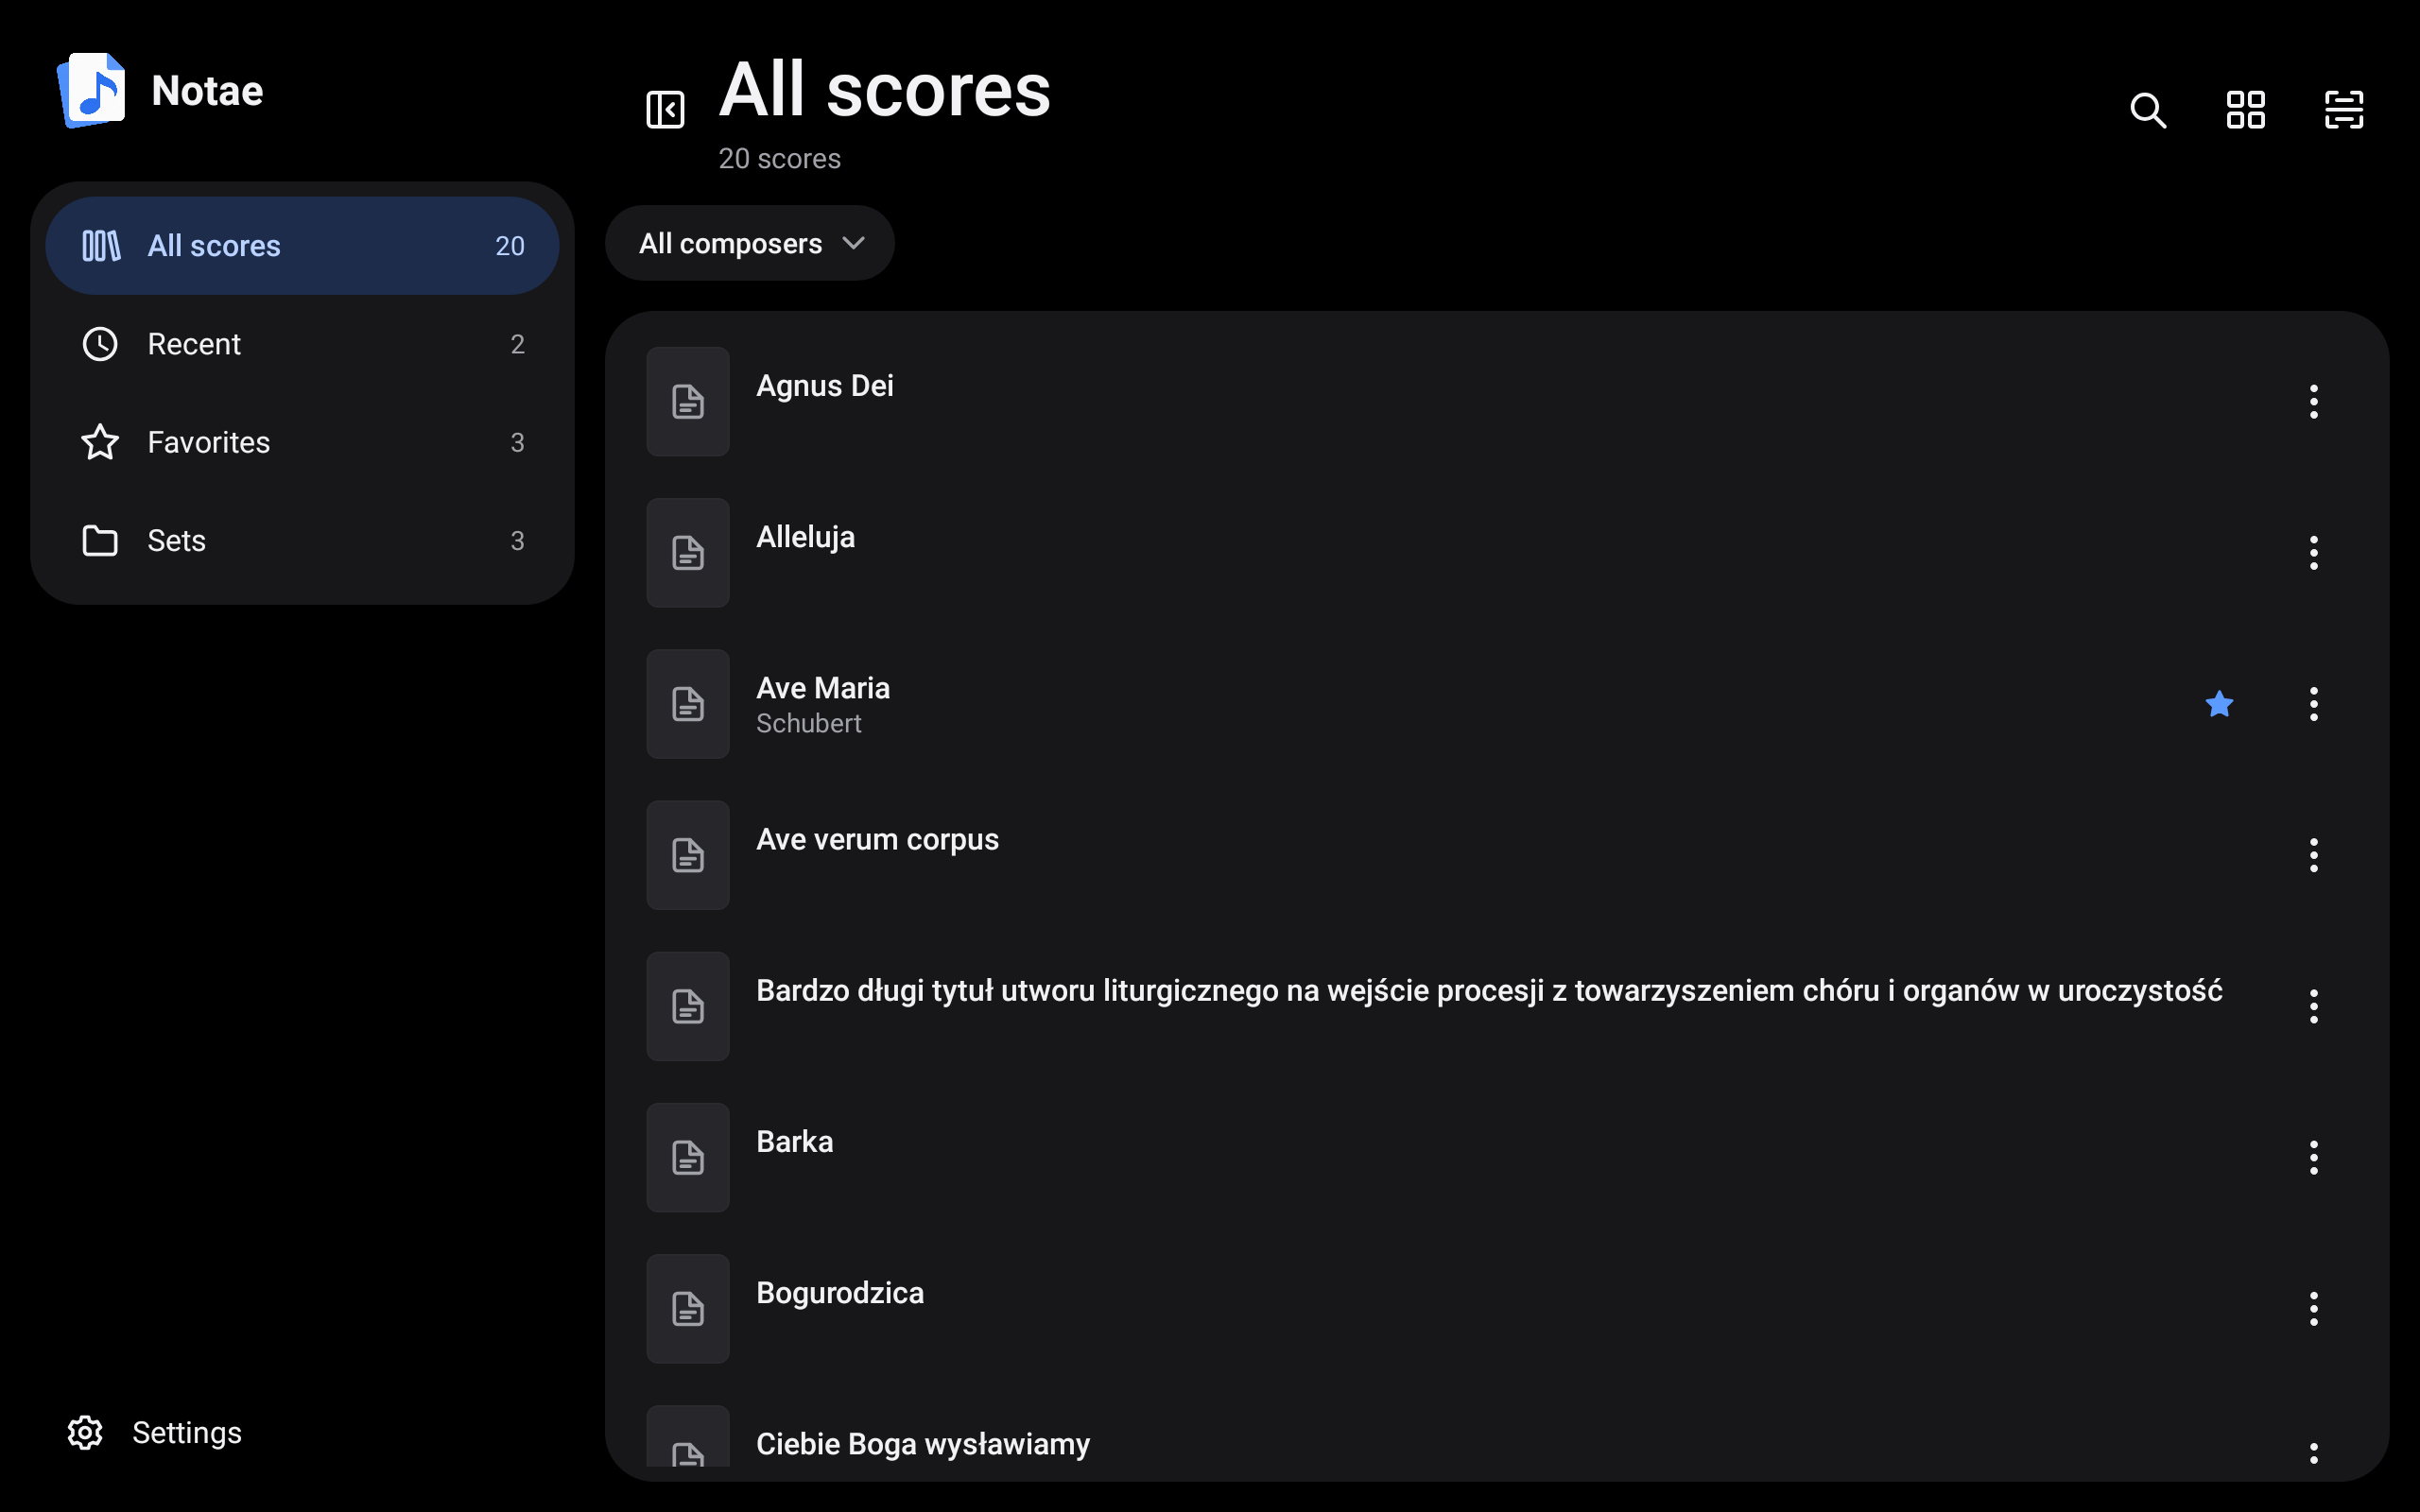 Notae
All scores
20 scores
All scores 20
Recent 2
Favorites 3
Sets 3
Settings
All composers
Agnus Dei
Alleluja
Ave Maria
Schubert
Ave verum corpus
Bardzo długi tytuł utworu liturgicznego na wejście procesji z towarzyszeniem chóru i organów w uroczystość
Barka
Bogurodzica
Ciebie Boga wysławiamy